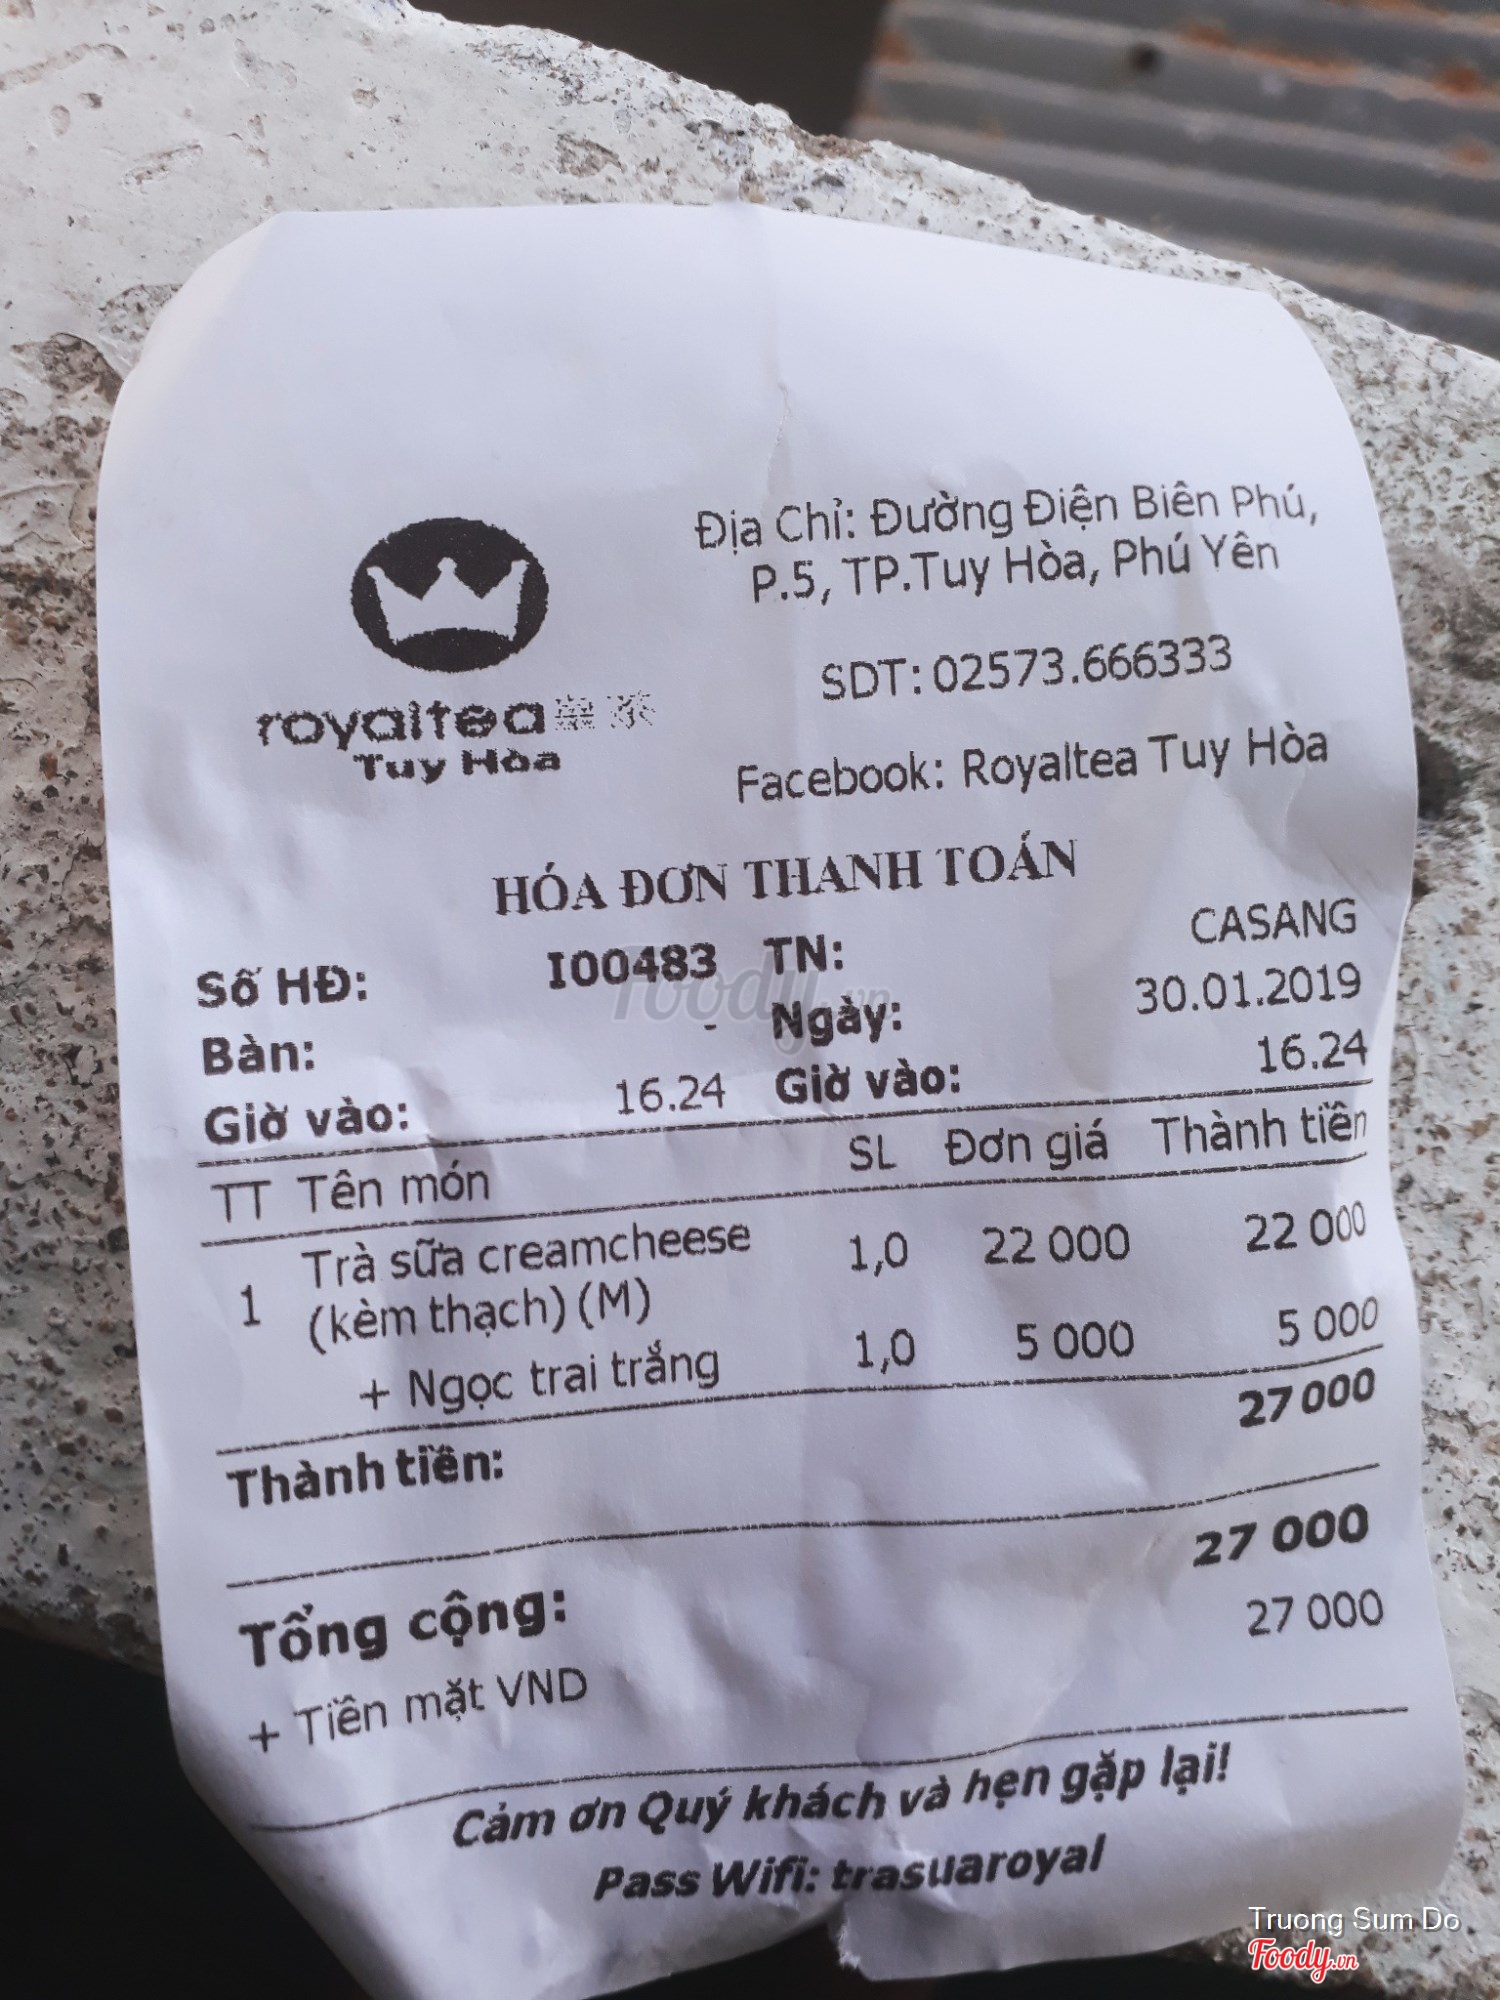 Địa Chỉ: Đường Điện Biên Phú,
P.5, TP.Tuy Hòa, Phú Yên
SDT: 02573.666333
Facebook: Royaltea Tuy Hòa
royaltea
Tuy Hòa
HÓA ĐƠN THANH TOÁN
Số HĐ: I00483 TN: CASANG
Bàn: - Ngày: 30.01.2019
Giờ vào: 16.24 Giờ vào: 16.24
TT Tên món SL Đơn giá Thành tiền
1 Trà sữa creamcheese 1,0 22 000 22 000
(kèm thạch) (M)
+ Ngọc trai trắng 1,0 5 000 5 000
Thành tiền: 27 000
Tổng cộng: 27 000
+ Tiền mặt VND 27 000
Cảm ơn Quý khách và hẹn gặp lại!
Pass Wifi: trasuaroyal
Foody.vn
Truong Sum Do
Foody.vn